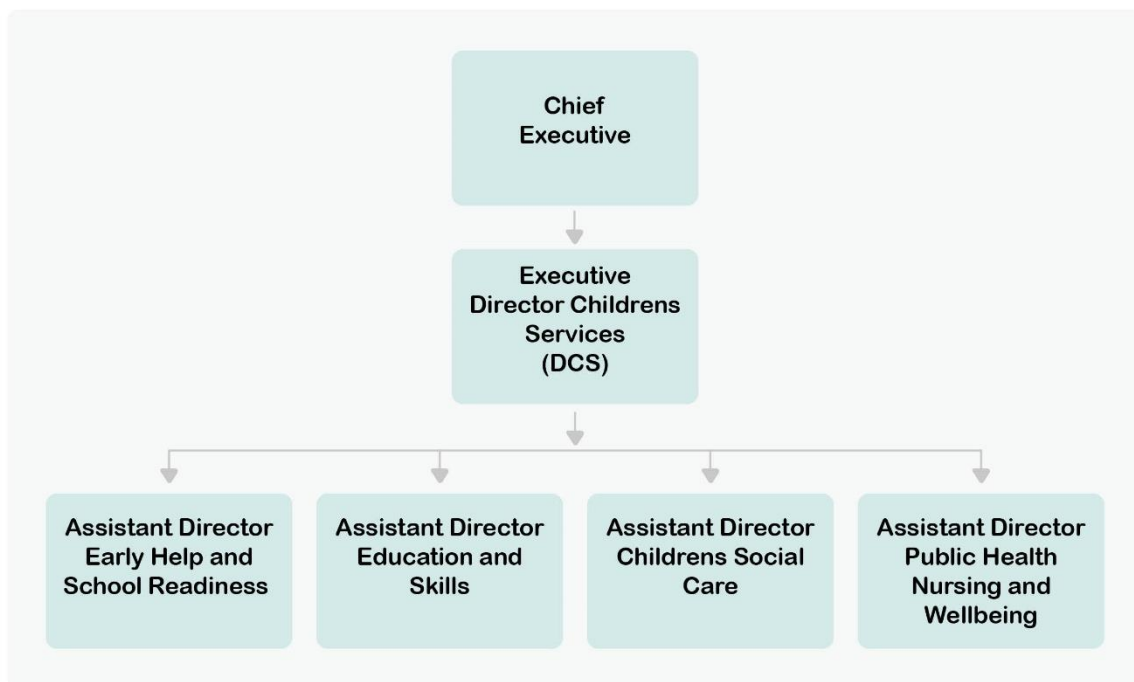 Chief
Executive
Executive
Director Childrens
Services
(DCS)
Assistant Director
Early Help and
School Readiness
Assistant Director
Education and
Skills
Assistant Director
Childrens Social
Care
Assistant Director
Public Health
Nursing and
Wellbeing